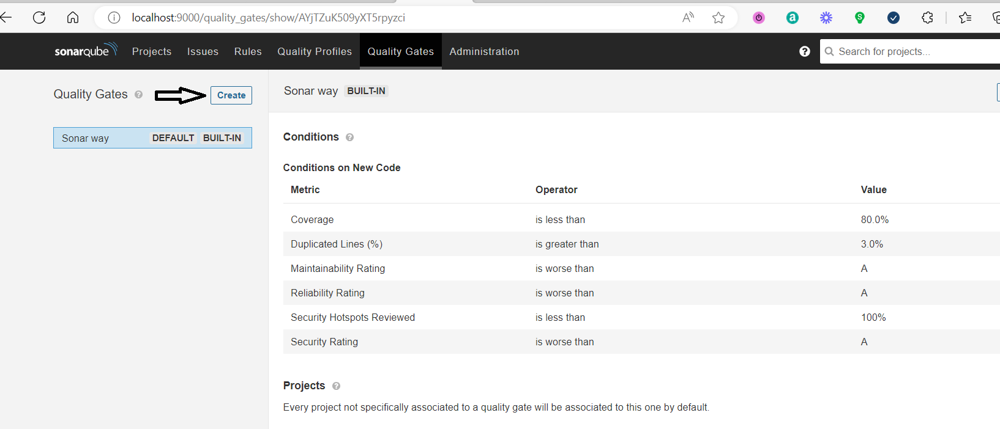 localhost:9000/quality_gates/show/AYjTZuK509yXT5rpyzci
sonarqube Projects Issues Rules Quality Profiles Quality Gates Administration ? Search for projects...
Quality Gates ? Create
Sonar way DEFAULT BUILT-IN
Sonar way BUILT-IN
Conditions ?
Conditions on New Code
Metric Operator Value
Coverage is less than 80.0%
Duplicated Lines (%) is greater than 3.0%
Maintainability Rating is worse than A
Reliability Rating is worse than A
Security Hotspots Reviewed is less than 100%
Security Rating is worse than A
Projects ?
Every project not specifically associated to a quality gate will be associated to this one by default.